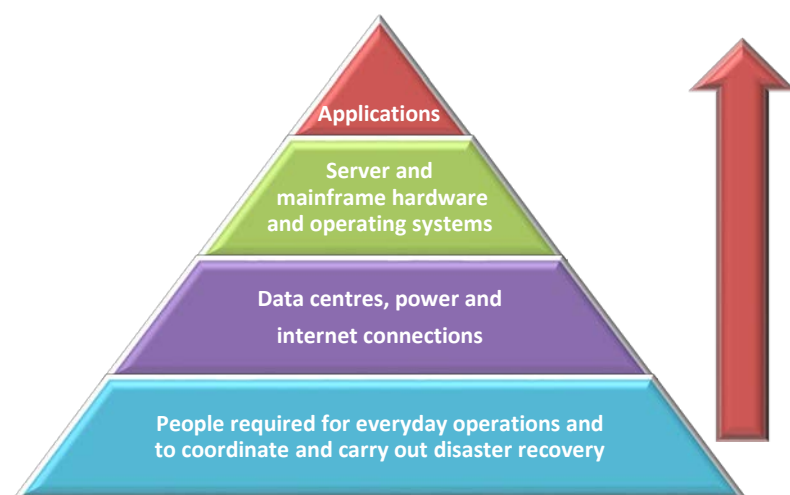 Applications
Server and
mainframe hardware
and operating systems
Data centres, power and
internet connections
People required for everyday operations and
to coordinate and carry out disaster recovery